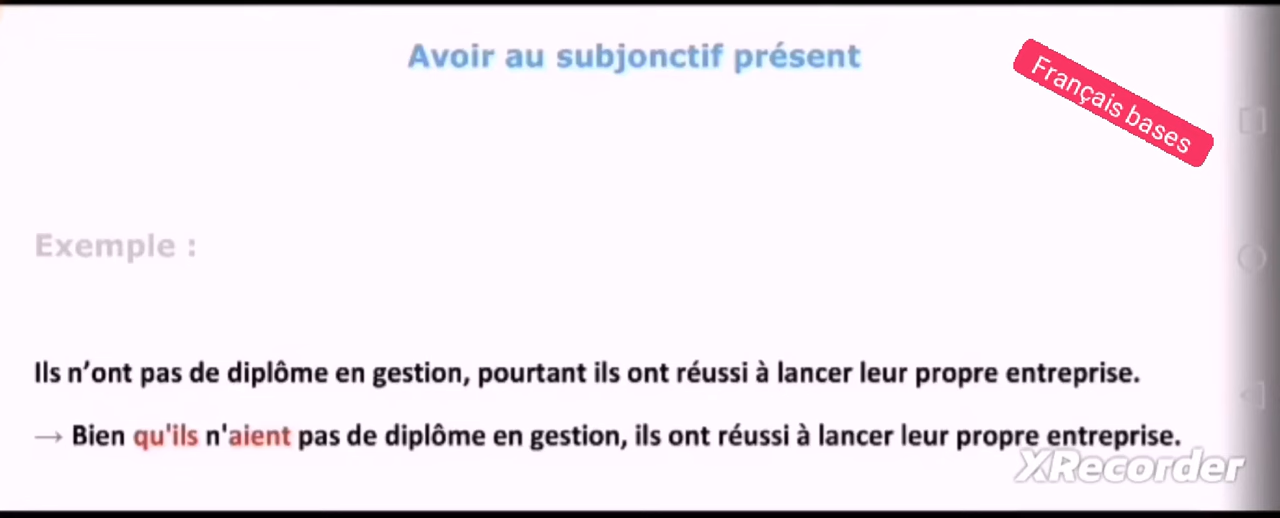 Avoir au subjonctif présent
Français bases
Exemple :
Ils n’ont pas de diplôme en gestion, pourtant ils ont réussi à lancer leur propre entreprise.
→ Bien qu'ils n'aient pas de diplôme en gestion, ils ont réussi à lancer leur propre entreprise.
XRecorder